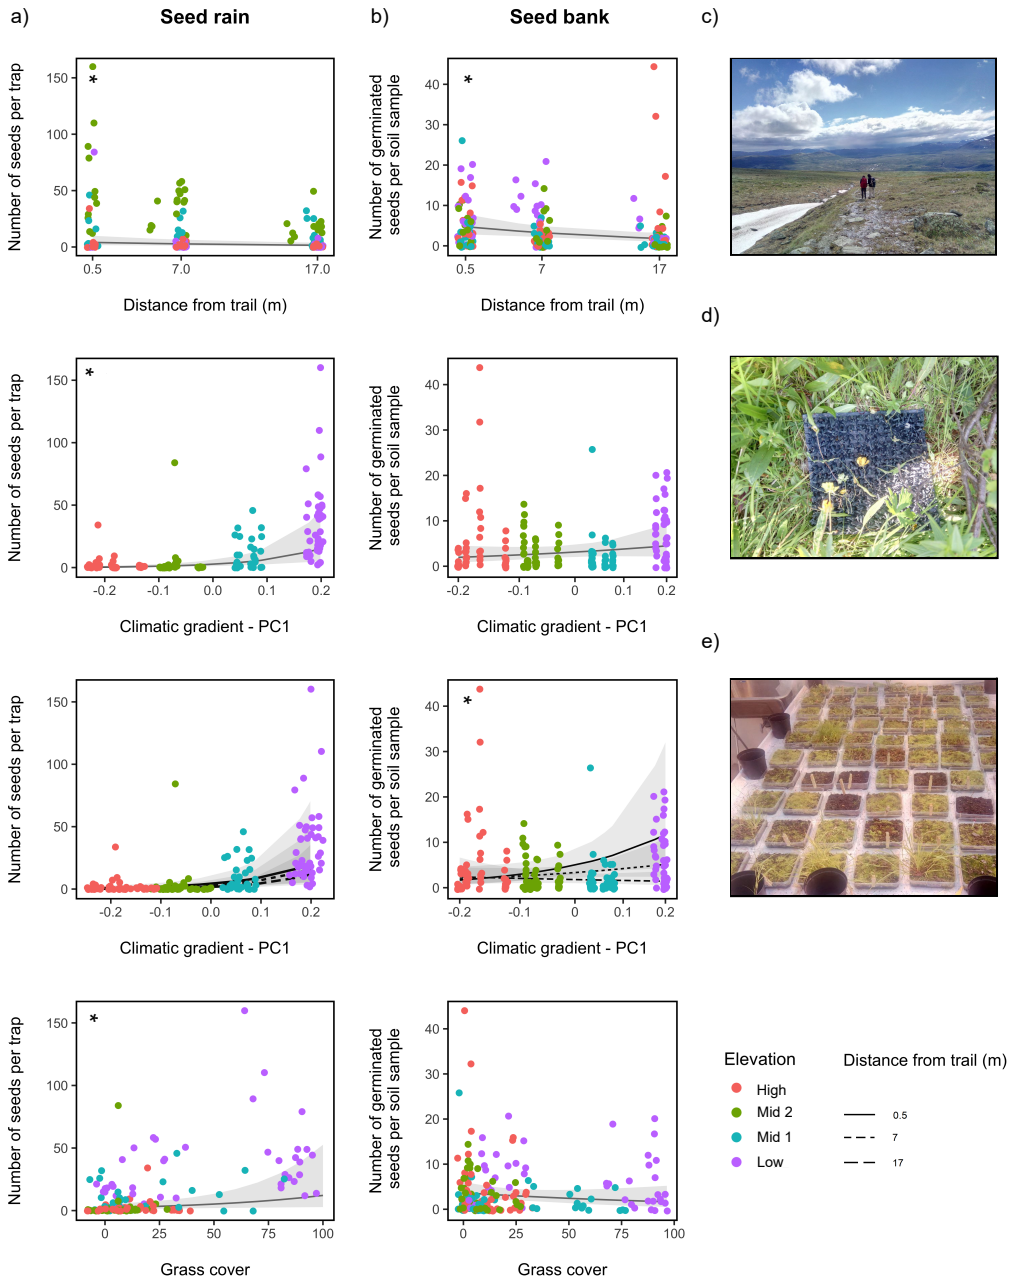 a)
Seed rain
b)
Seed bank
c)
Number of seeds per trap
150
100
50
0
*
0.5
7.0
17.0
Distance from trail (m)
Number of germinated
seeds per soil sample
40
30
20
10
0
*
0.5
7
17
Distance from trail (m)
d)
Number of seeds per trap
150
100
50
0
*
-0.2
-0.1
0.0
0.1
0.2
Climatic gradient - PC1
Number of germinated
seeds per soil sample
40
30
20
10
0
-0.2
-0.1
0
0.1
0.2
Climatic gradient - PC1
e)
Number of seeds per trap
150
100
50
0
-0.2
-0.1
0.0
0.1
0.2
Climatic gradient - PC1
Number of germinated
seeds per soil sample
40
30
20
10
0
*
-0.2
-0.1
0
0.1
0.2
Climatic gradient - PC1
Number of seeds per trap
150
100
50
0
*
0
25
50
75
100
Grass cover
Number of germinated
seeds per soil sample
40
30
20
10
0
0
25
50
75
100
Grass cover
Elevation
High
Mid 2
Mid 1
Low
Distance from trail (m)
0.5
7
17